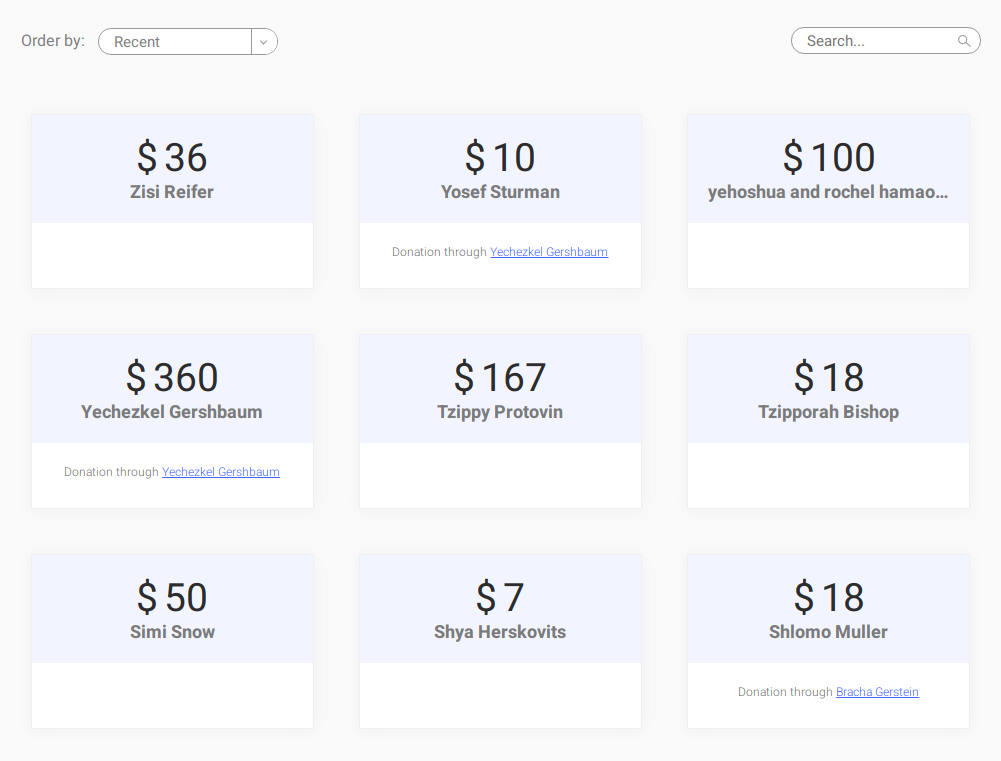 Order by: Recent
Search...
$ 36
Zisi Reifer
$ 10
Yosef Sturman
Donation through Yechezkel Gershbaum
$ 100
yehoshua and rochel hamao...
$ 360
Yechezkel Gershbaum
Donation through Yechezkel Gershbaum
$ 167
Tzippy Protovin
$ 18
Tzipporah Bishop
$ 50
Simi Snow
$ 7
Shya Herskovits
$ 18
Shlomo Muller
Donation through Bracha Gerstein